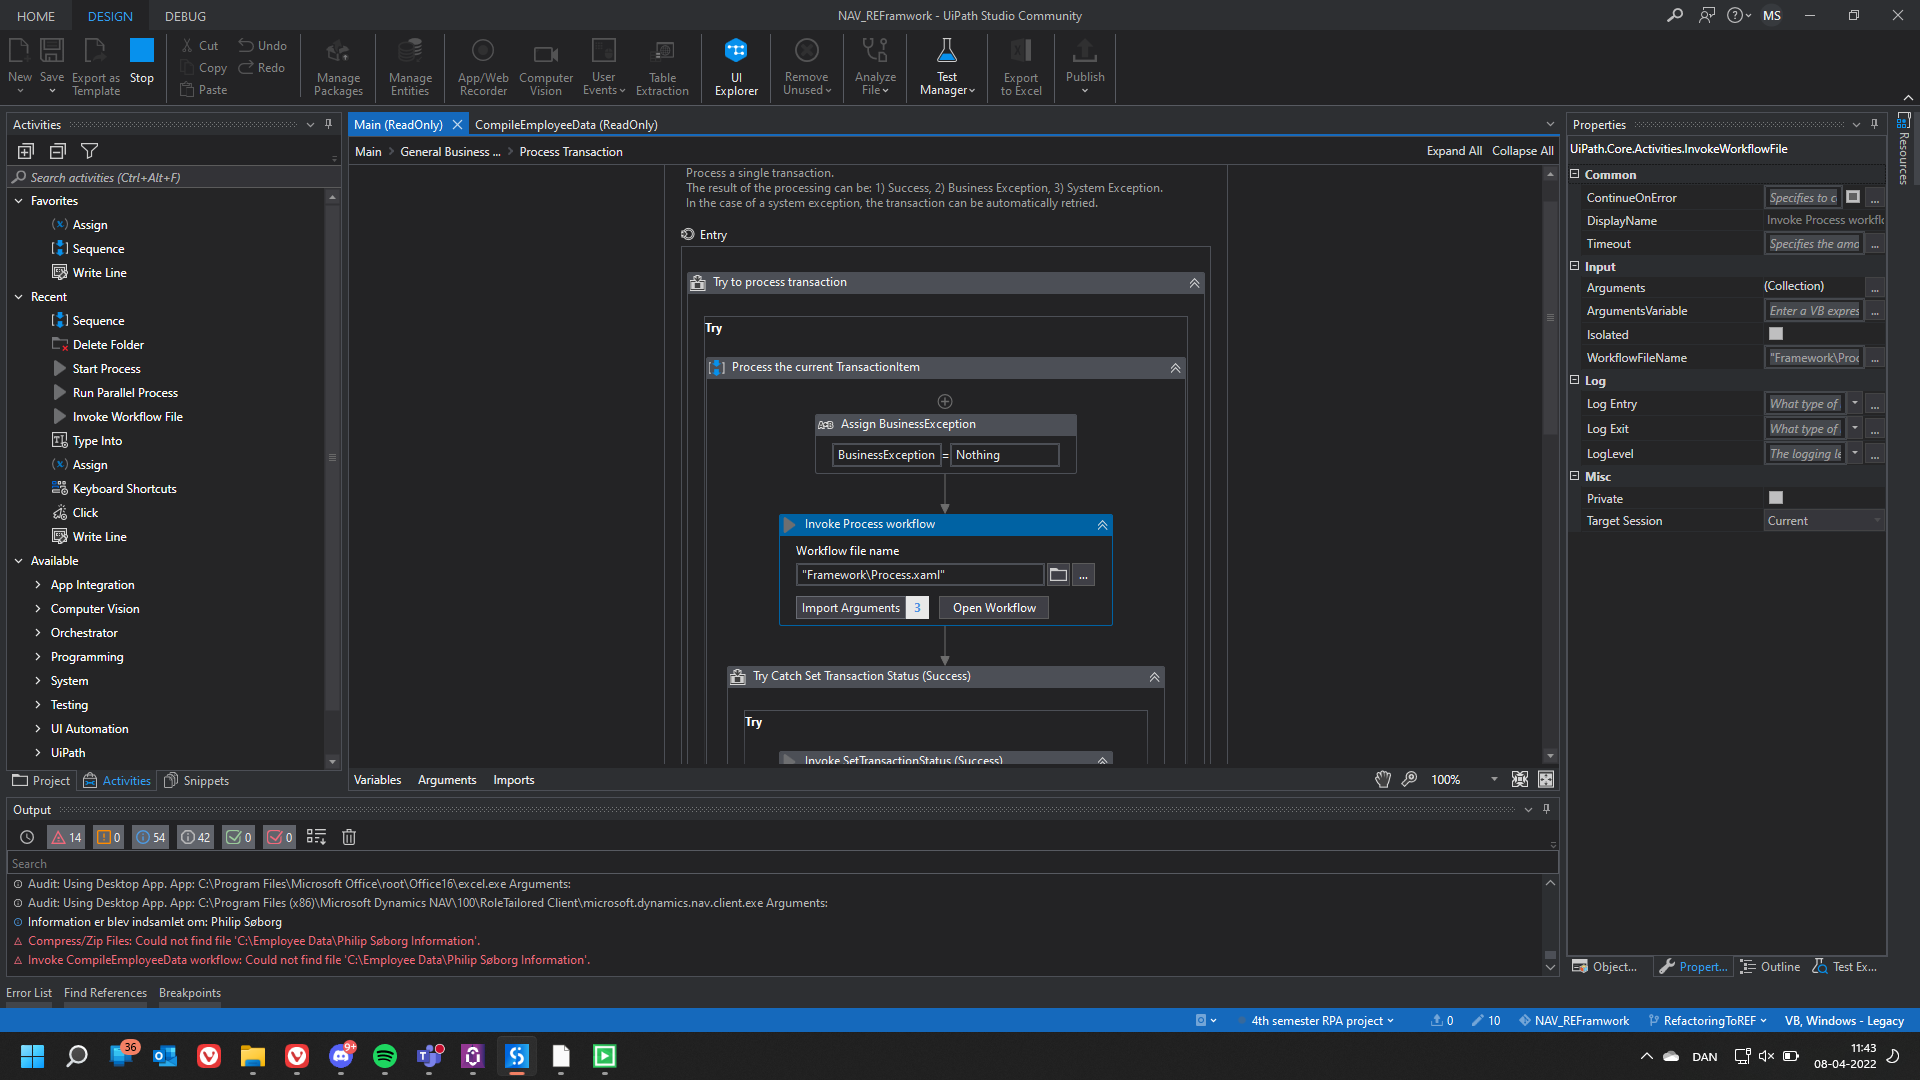 HOME DESIGN DEBUG
NAV_REFramwork - UiPath Studio Community
MS
New
Save
Export as
Template
Stop
Cut
Copy
Paste
Undo
Redo
Manage
Packages
Manage
Entities
App/Web
Recorder
Computer
Vision
User
Events
Table
Extraction
UI
Explorer
Remove
Unused
Analyze
File
Test
Manager
Export
to Excel
Publish
Activities
Search activities (Ctrl+Alt+F)
Favorites
Assign
Sequence
Write Line
Recent
Sequence
Delete Folder
Start Process
Run Parallel Process
Invoke Workflow File
Type Into
Assign
Keyboard Shortcuts
Click
Write Line
Available
App Integration
Computer Vision
Orchestrator
Programming
System
Testing
UI Automation
UiPath
Project Activities Snippets
Main (ReadOnly) CompileEmployeeData (ReadOnly)
Main General Business ... Process Transaction
Expand All Collapse All
Process a single transaction.
The result of the processing can be: 1) Success, 2) Business Exception, 3) System Exception.
In the case of a system exception, the transaction can be automatically retried.
Entry
Try to process transaction
Try
Process the current TransactionItem
Assign BusinessException
BusinessException = Nothing
Invoke Process workflow
Workflow file name
"Framework\Process.xaml"
...
Import Arguments 3 Open Workflow
Try Catch Set Transaction Status (Success)
Try
Invoke SetTransactionStatus (Success)
Variables Arguments Imports
100%
Properties
UiPath.Core.Activities.InvokeWorkflowFile
Common
ContinueOnError Specifies to c ...
DisplayName Invoke Process workfl
Timeout Specifies the amo ...
Input
Arguments (Collection) ...
ArgumentsVariable Enter a VB expres ...
Isolated
WorkflowFileName "Framework\Proc ...
Log
Log Entry What type of ...
Log Exit What type of ...
LogLevel The logging le ...
Misc
Private
Target Session Current
Object... Propert... Outline Test Ex...
Resources
Output
14 0 54 42 0 0
Search
Audit: Using Desktop App. App: C:\Program Files\Microsoft Office\root\Office16\excel.exe Arguments:
Audit: Using Desktop App. App: C:\Program Files (x86)\Microsoft Dynamics NAV\100\RoleTailored Client\microsoft.dynamics.nav.client.exe Arguments:
Information er blev indsamlet om: Philip Søborg
Compress/Zip Files: Could not find file 'C:\Employee Data\Philip Søborg Information'.
Invoke CompileEmployeeData workflow: Could not find file 'C:\Employee Data\Philip Søborg Information'.
Error List Find References Breakpoints
4th semester RPA project 0 10 NAV_REFramwork RefactoringToREF VB, Windows - Legacy
36
9+
DAN
11:43
08-04-2022